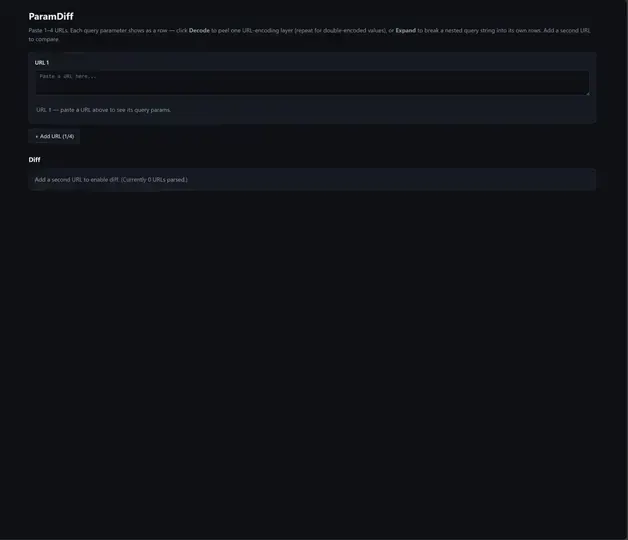 ParamDiff
Paste 1–4 URLs. Each query parameter shows as a row — click Decode to peel one URL-encoding layer (repeat for double-encoded values), or Expand to break a nested query string into its own rows. Add a second URL
to compare.
URL 1
Paste a URL here...
URL 1 — paste a URL above to see its query params.
+ Add URL (1/4)
Diff
Add a second URL to enable diff. (Currently 0 URLs parsed.)